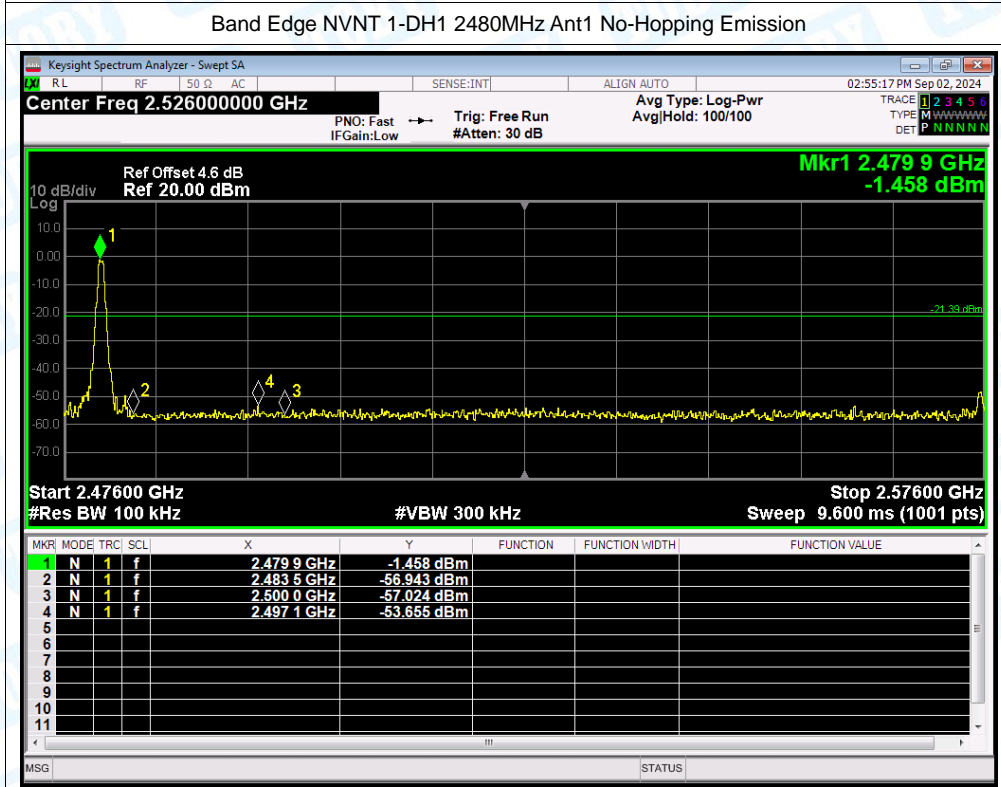 Band Edge NVNT 1-DH1 2480MHz Ant1 No-Hopping Emission
Keysight Spectrum Analyzer - Swept SA
LXI RL RF 50 Ω AC SENSE:INT ALIGN AUTO 02:55:17 PM Sep 02, 2024
Center Freq 2.526000000 GHz Avg Type: Log-Pwr TRACE 1 2 3 4 5 6
PNO: Fast Trig: Free Run Avg|Hold: 100/100 TYPE M W W W W W
IFGain:Low #Atten: 30 dB DET P N N N N N
Mkr1 2.479 9 GHz
Ref Offset 4.6 dB
10 dB/div Ref 20.00 dBm -1.458 dBm
Log
10.0
1
0.00
-10.0
-20.0
-21.39 dBm
-30.0
-40.0
-50.0 2 4 3
-60.0
-70.0
Start 2.47600 GHz Stop 2.57600 GHz
#Res BW 100 kHz #VBW 300 kHz Sweep 9.600 ms (1001 pts)
MKR MODE TRC SCL X Y FUNCTION FUNCTION WIDTH FUNCTION VALUE
1 N 1 f 2.479 9 GHz -1.458 dBm
2 N 1 f 2.483 5 GHz -56.943 dBm
3 N 1 f 2.500 0 GHz -57.024 dBm
4 N 1 f 2.497 1 GHz -53.655 dBm
5
6
7
8
9
10
11
MSG STATUS